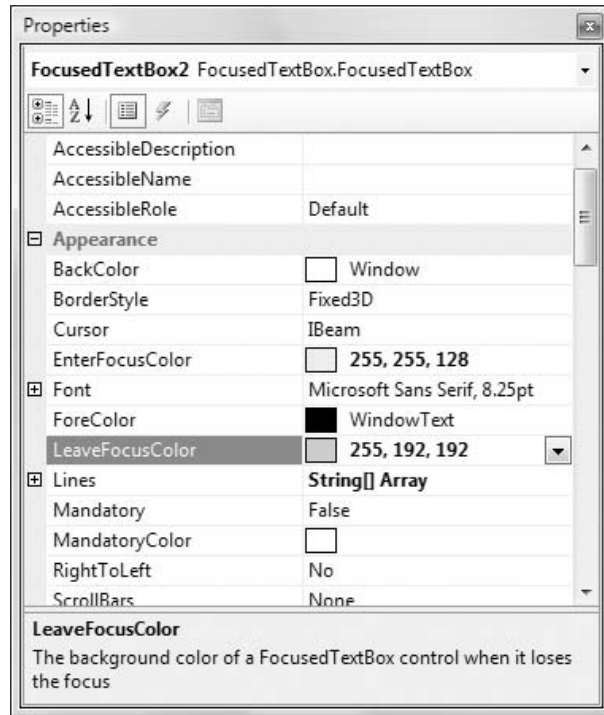 Properties
FocusedTextBox2 FocusedTextBox.FocusedTextBox
AccessibleDescription
AccessibleName
AccessibleRole Default
Appearance
BackColor Window
BorderStyle Fixed3D
Cursor IBeam
EnterFocusColor 255, 255, 128
Font Microsoft Sans Serif, 8.25pt
ForeColor WindowText
LeaveFocusColor 255, 192, 192
Lines String[] Array
Mandatory False
MandatoryColor
RightToLeft No
ScrollBars None
LeaveFocusColor
The background color of a FocusedTextBox control when it loses
the focus